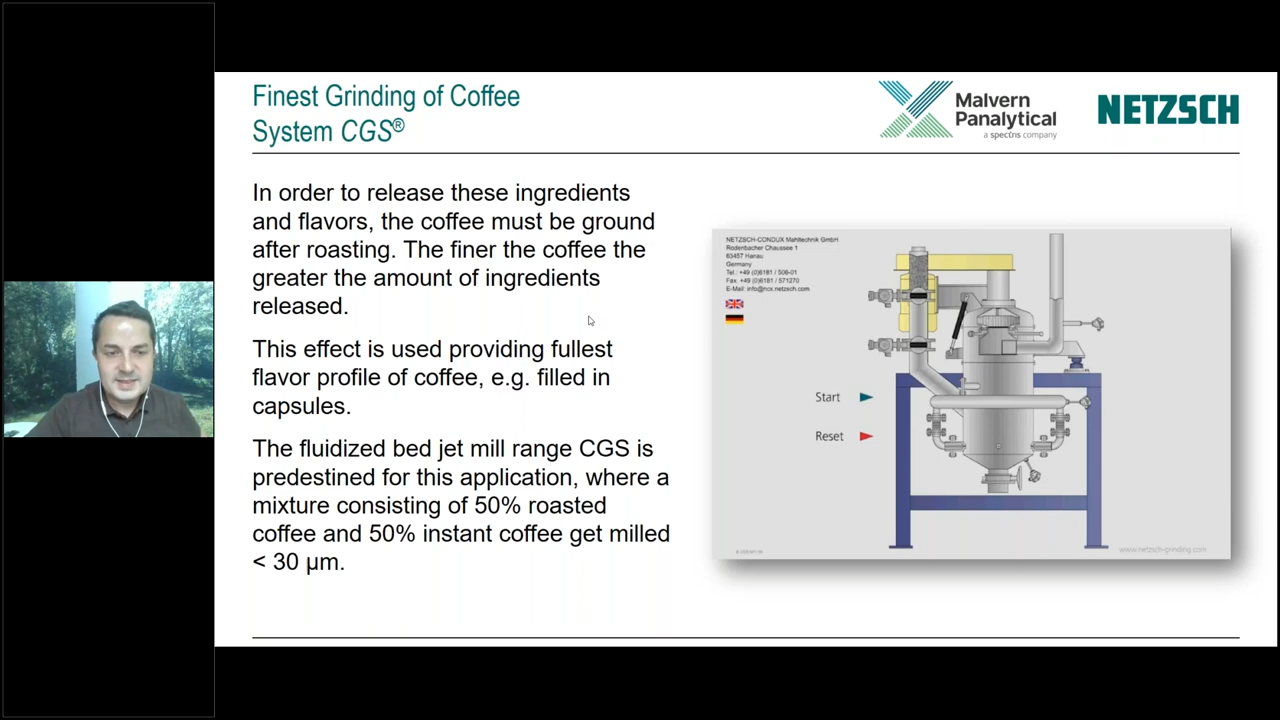 Finest Grinding of Coffee
System CGS®
Malvern
Panalytical
a spectris company
NETZSCH
In order to release these ingredients
and flavors, the coffee must be ground
after roasting. The finer the coffee the
greater the amount of ingredients
released.
This effect is used providing fullest
flavor profile of coffee, e.g. filled in
capsules.
The fluidized bed jet mill range CGS is
predestined for this application, where a
mixture consisting of 50% roasted
coffee and 50% instant coffee get milled
< 30 µm.
NETZSCH-CONDUX Mahltechnik GmbH
Rodenbacher Chaussee 1
63457 Hanau
Germany
Tel.: +49 (0)6181 / 506-01
Fax: +49 (0)6181 / 571270
E-Mail: info@ncx.netzsch.com
Start
Reset
www.netzsch-grinding.com